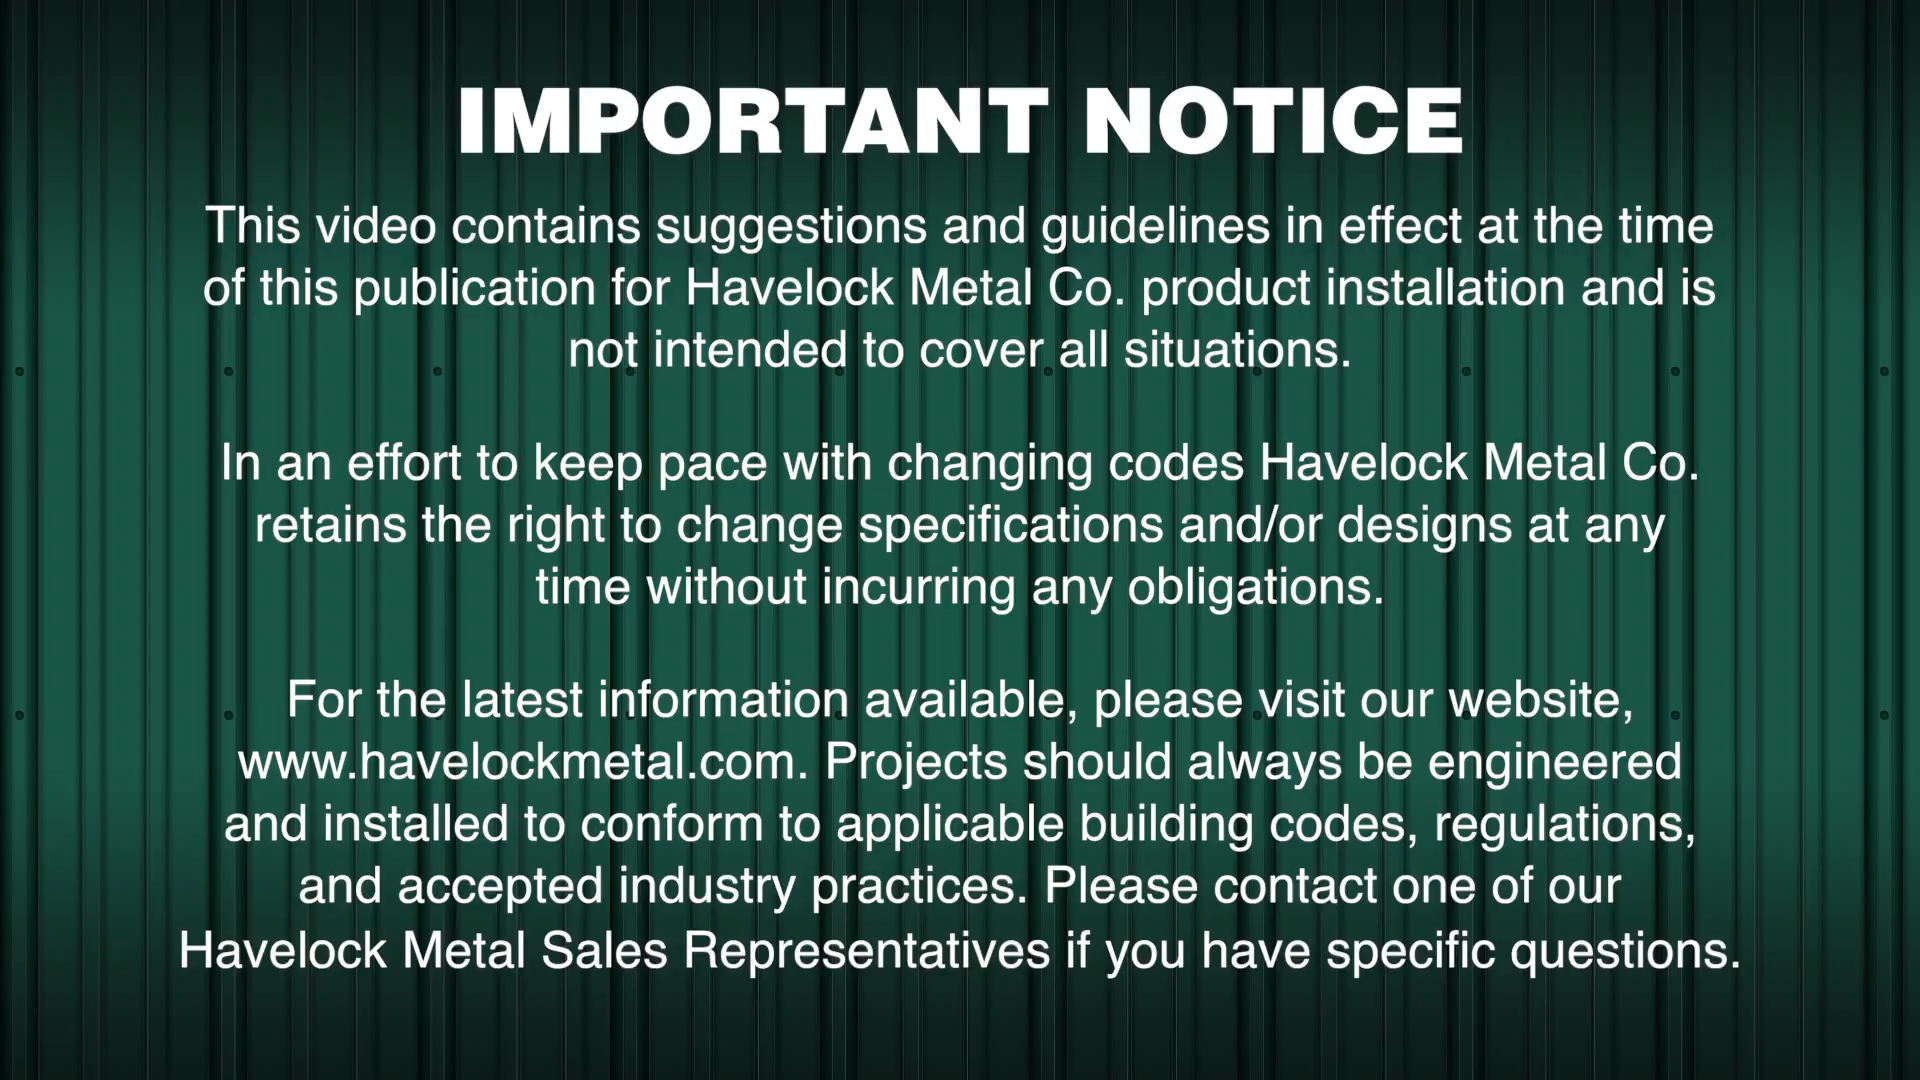 IMPORTANT NOTICE
This video contains suggestions and guidelines in effect at the time
of this publication for Havelock Metal Co. product installation and is
not intended to cover all situations.
In an effort to keep pace with changing codes Havelock Metal Co.
retains the right to change specifications and/or designs at any
time without incurring any obligations.
For the latest information available, please visit our website,
www.havelockmetal.com. Projects should always be engineered
and installed to conform to applicable building codes, regulations,
and accepted industry practices. Please contact one of our
Havelock Metal Sales Representatives if you have specific questions.